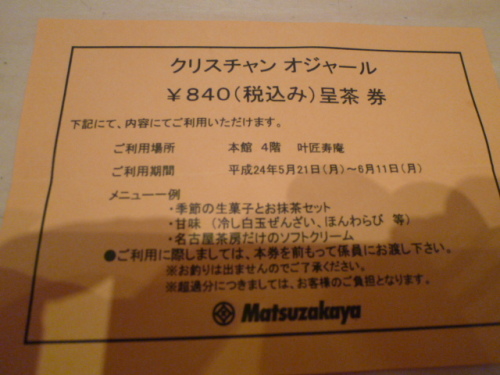 クリスチャン オジャール
￥840（税込み）呈茶 券
下記にて、内容にてご利用いただけます。
ご利用場所 本館 4階 叶匠寿庵
ご利用期間 平成24年5月21日（月）～6月11日（月）
メニュー一例
・季節の生菓子とお抹茶セット
・甘味 （冷し白玉ぜんざい、ほんわらび 等）
・名古屋茶房だけのソフトクリーム
●ご利用に際しましては、本券を前もって係員にお渡し下さい。
※お釣りは出ませんのでご了承ください。
※超過分につきましては、お客様のご負担となります。
Matsuzakaya